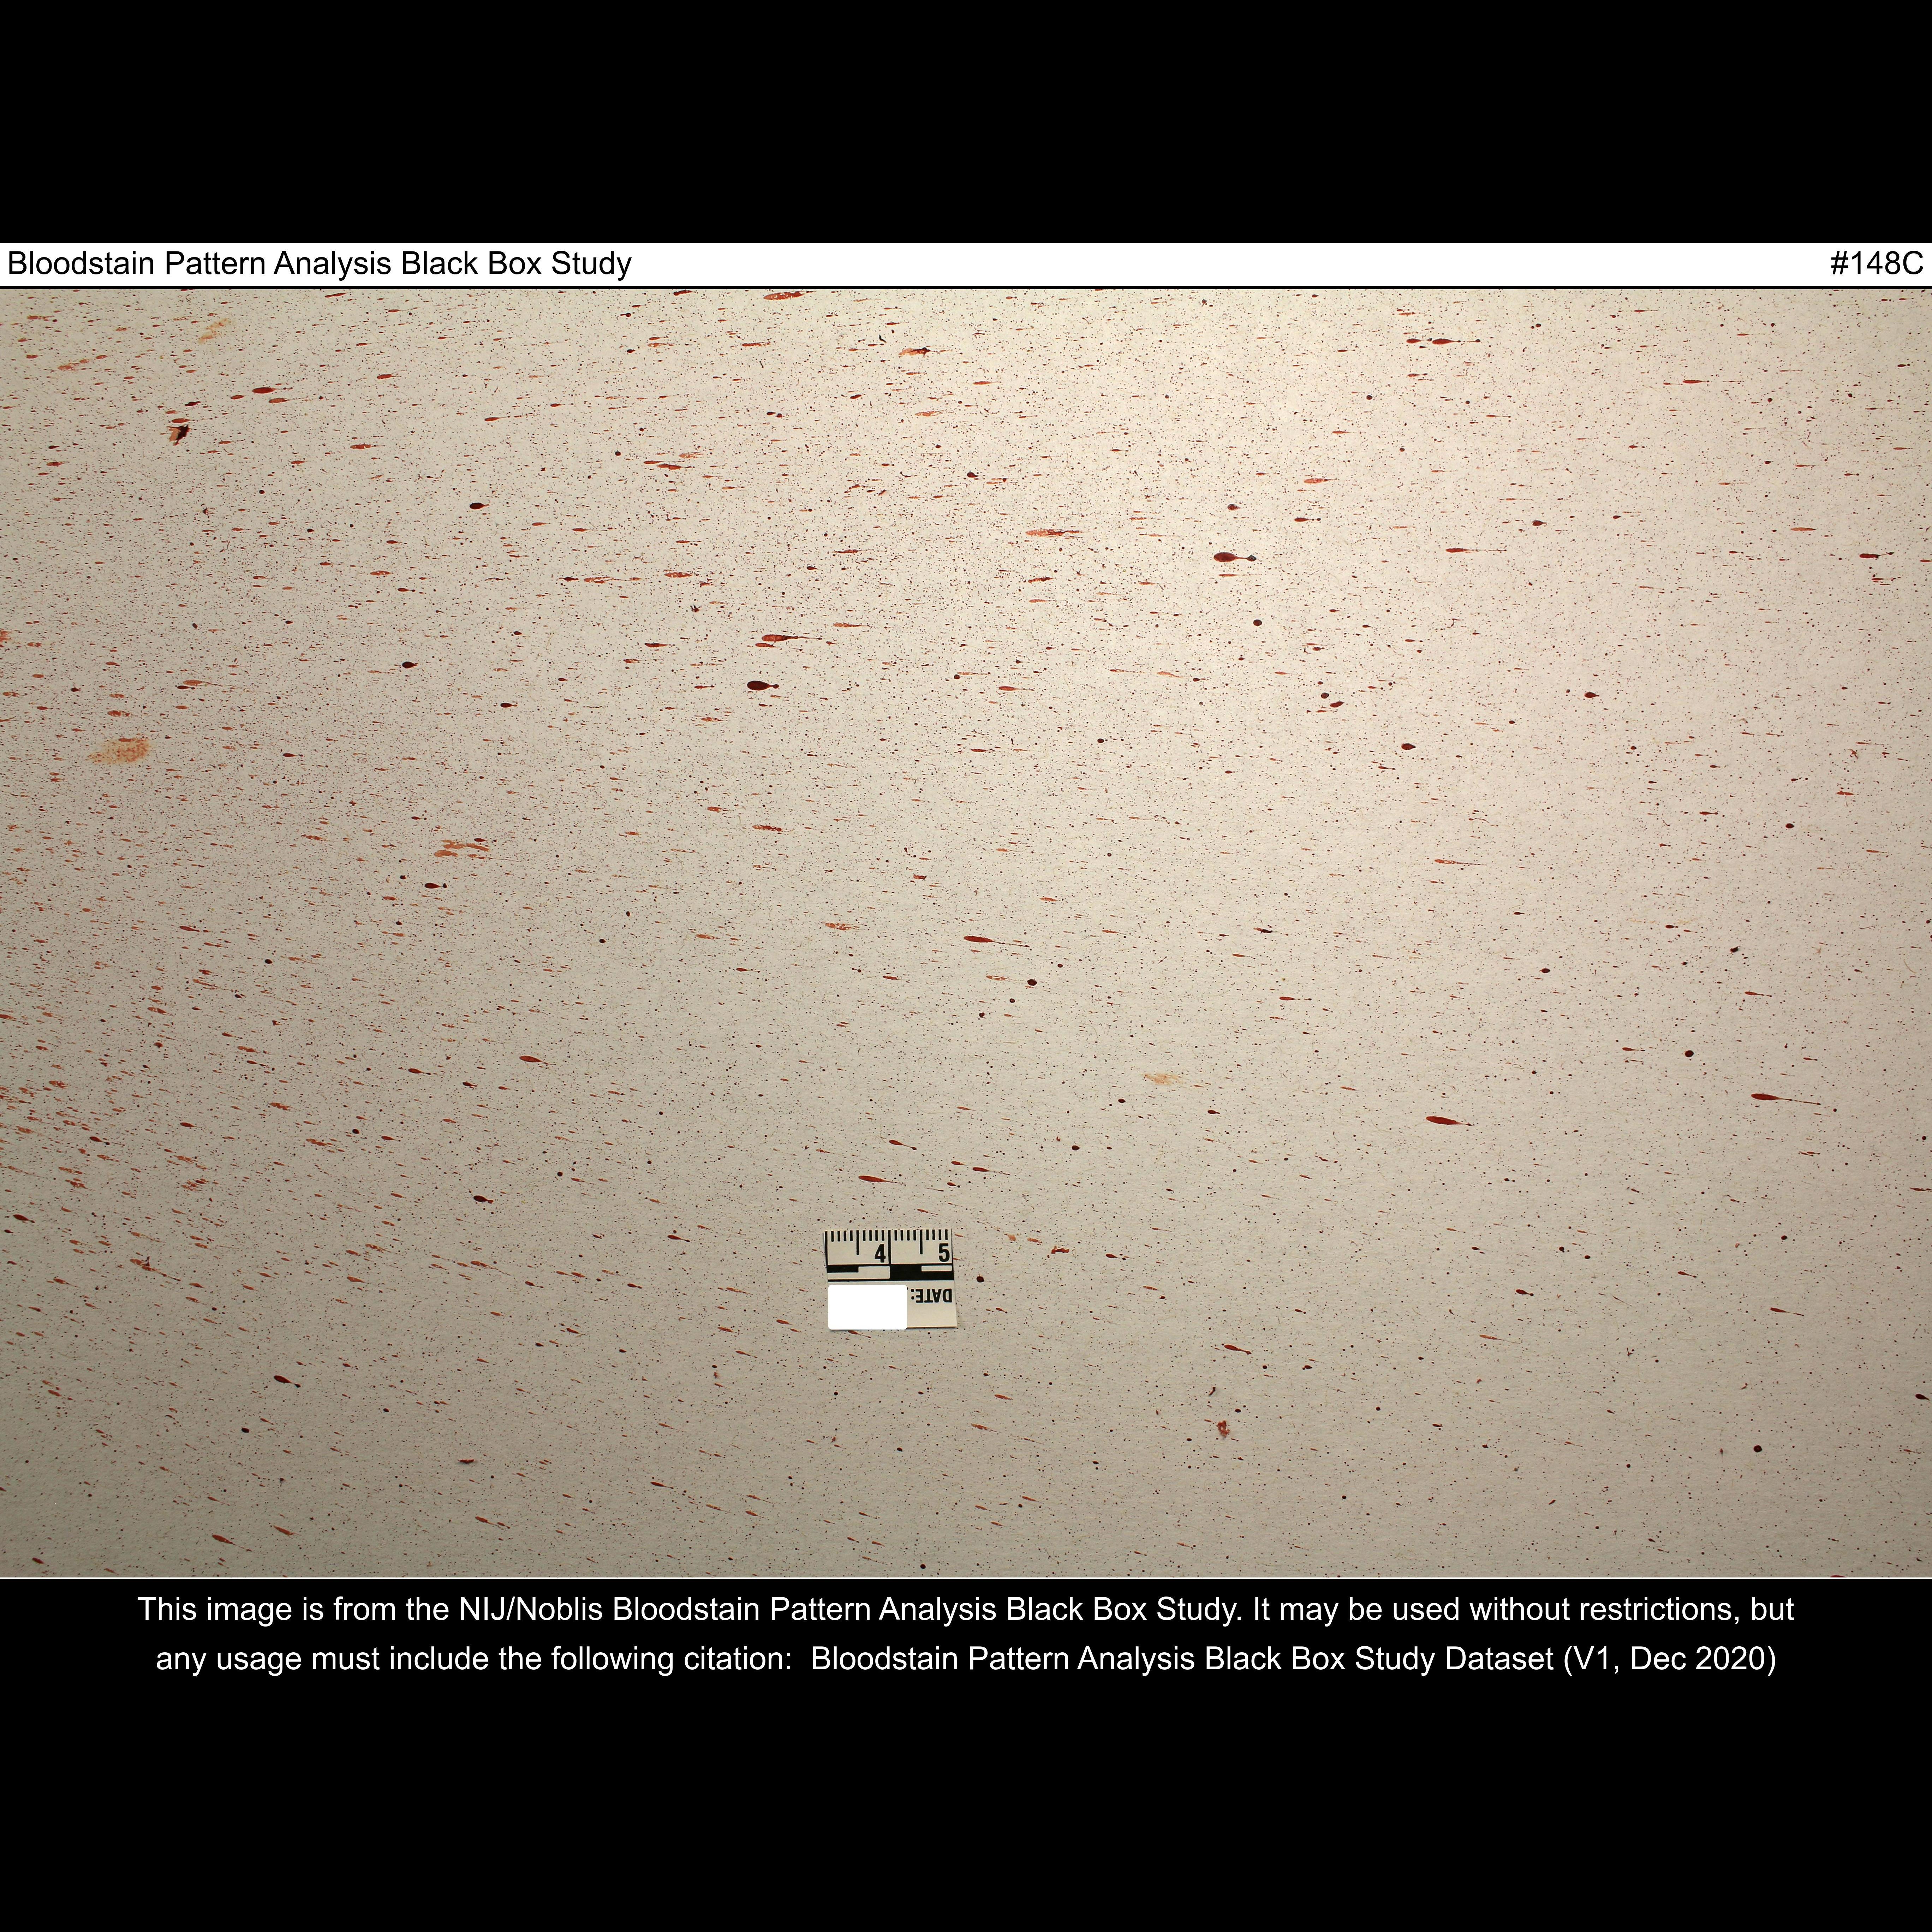 Bloodstain Pattern Analysis Black Box Study #148C
4 5
DATE:
This image is from the NIJ/Noblis Bloodstain Pattern Analysis Black Box Study. It may be used without restrictions, but
any usage must include the following citation:  Bloodstain Pattern Analysis Black Box Study Dataset (V1, Dec 2020)